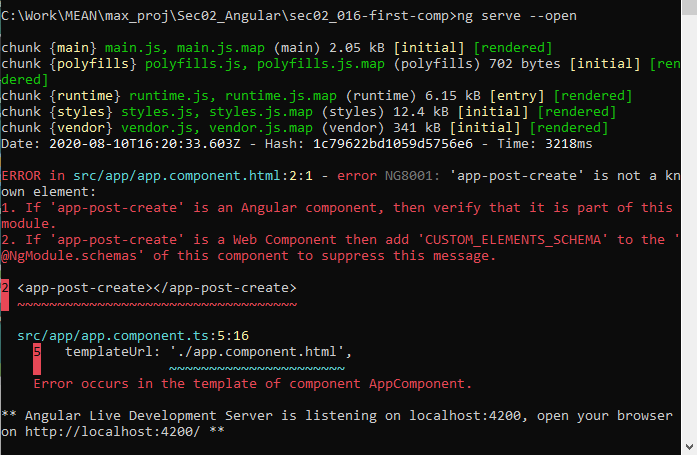 C:\Work\MEAN\max_proj\Sec02_Angular\sec02_016-first-comp>ng serve --open
chunk {main} main.js, main.js.map (main) 2.05 kB [initial] [rendered]
chunk {polyfills} polyfills.js, polyfills.js.map (polyfills) 702 bytes [initial] [ren
dered]
chunk {runtime} runtime.js, runtime.js.map (runtime) 6.15 kB [entry] [rendered]
chunk {styles} styles.js, styles.js.map (styles) 12.4 kB [initial] [rendered]
chunk {vendor} vendor.js, vendor.js.map (vendor) 341 kB [initial] [rendered]
Date: 2020-08-10T16:20:33.603Z - Hash: 1c79622bd1059d5756e6 - Time: 3218ms
ERROR in src/app/app.component.html:2:1 - error NG8001: 'app-post-create' is not a kn
own element:
1. If 'app-post-create' is an Angular component, then verify that it is part of this
module.
2. If 'app-post-create' is a Web Component then add 'CUSTOM_ELEMENTS_SCHEMA' to the '
@NgModule.schemas' of this component to suppress this message.
2 <app-post-create></app-post-create>
~~~~~~~~~~~~~~~~~~~~~~~~~~~~~~~~~~~
src/app/app.component.ts:5:16
5   templateUrl: './app.component.html',
~~~~~~~~~~~~~~~~~~~~~~
Error occurs in the template of component AppComponent.
** Angular Live Development Server is listening on localhost:4200, open your browser
on http://localhost:4200/ **